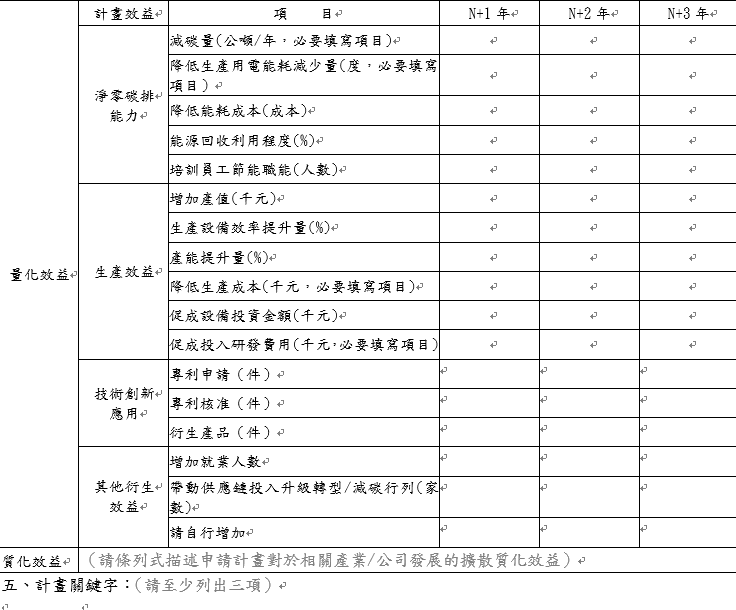 計畫效益 項 目 N+1 年 N+2 年 N+3 年
量化效益
淨零碳排
能力
減碳量(公噸/年，必要填寫項目)
降低生產用電能耗減少量(度，必要填寫
項目)
降低能耗成本(成本)
能源回收利用程度(%)
培訓員工節能職能(人數)
生產效益
增加產值(千元)
生產設備效率提升量(%)
產能提升量(%)
降低生產成本(千元，必要填寫項目)
促成設備投資金額(千元)
促成投入研發費用(千元，必要填寫項目)
技術創新
應用
專利申請（件）
專利核准（件）
衍生產品（件）
其他衍生
效益
增加就業人數
帶動供應鏈投入升級轉型/減碳行列(家
數)
請自行增加
質化效益 （請條列式描述申請計畫對於相關產業/公司發展的擴散質化效益）
五、計畫關鍵字：(請至少列出三項）